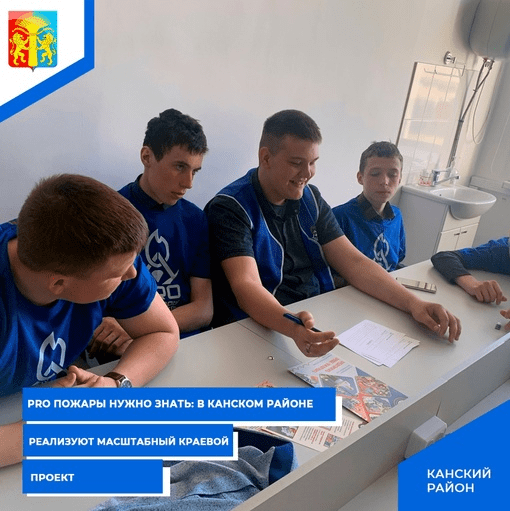 PRO ПОЖАРЫ НУЖНО ЗНАТЬ: В КАНСКОМ РАЙОНЕ
РЕАЛИЗУЮТ МАСШТАБНЫЙ КРАЕВОЙ
ПРОЕКТ
КАНСКИЙ
РАЙОН